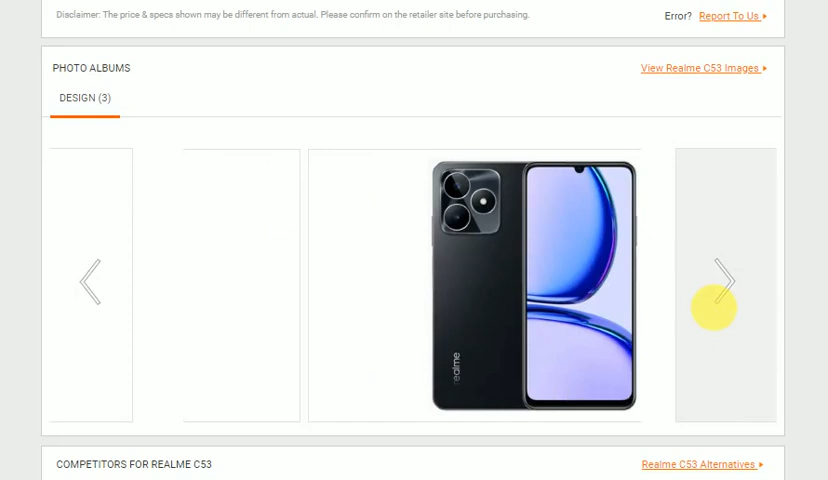 Disclaimer: The price & specs shown may be different from actual. Please confirm on the retailer site before purchasing.
Error? Report To Us
PHOTO ALBUMS
View Realme C53 Images
DESIGN (3)
realme
COMPETITORS FOR REALME C53
Realme C53 Alternatives